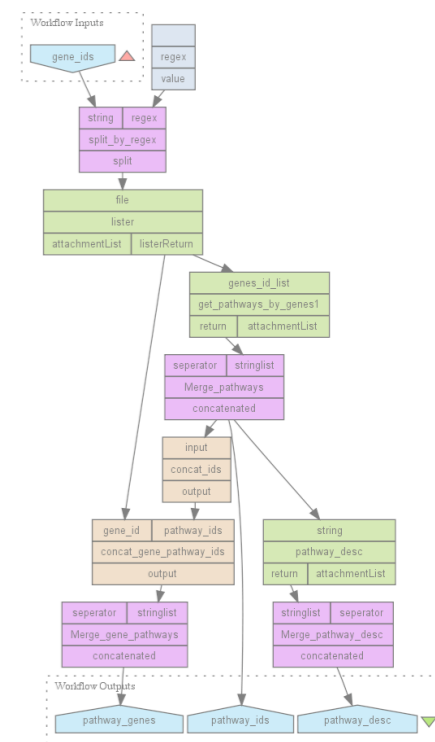 Workflow Inputs
gene_ids
regex
value
string regex
split_by_regex
split
file
lister
attachmentList listerReturn
genes_id_list
get_pathways_by_genes1
return attachmentList
seperator stringlist
Merge_pathways
concatenated
input
concat_ids
output
gene_id pathway_ids
concat_gene_pathway_ids
output
string
pathway_desc
return attachmentList
seperator stringlist
Merge_gene_pathways
concatenated
stringlist seperator
Merge_pathway_desc
concatenated
Workflow Outputs
pathway_genes
pathway_ids
pathway_desc